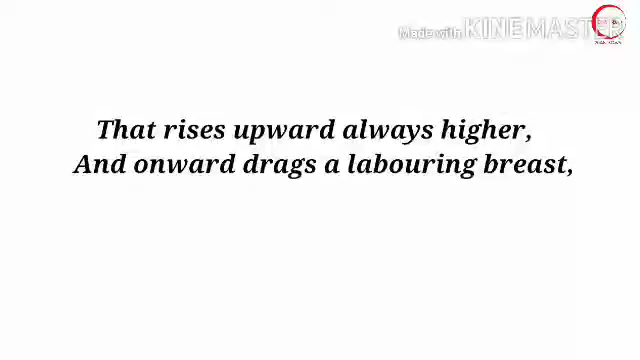 Made with KINEMASTER
That rises upward always higher,
And onward drags a labouring breast,